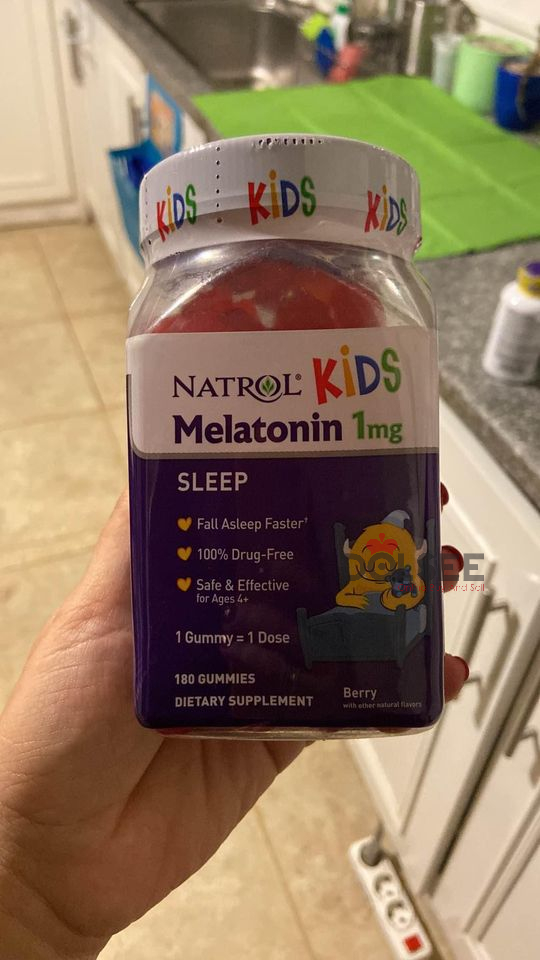 KiDS KiDS KiDS
NATROL® KiDS
Melatonin 1mg
SLEEP
Fall Asleep Faster†
100% Drug-Free
Safe & Effective
for Ages 4+
1 Gummy = 1 Dose
180 GUMMIES
DIETARY SUPPLEMENT
Berry
with other natural flavors